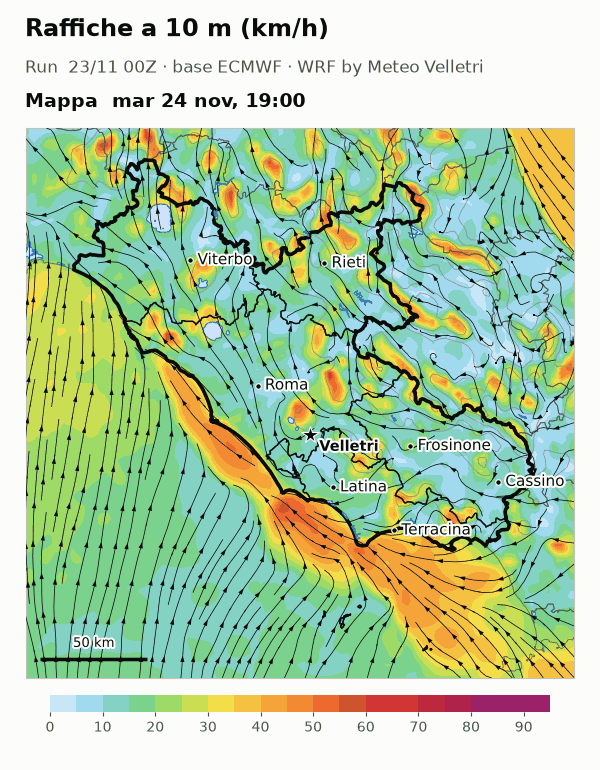 Raffiche a 10 m (km/h)
Run  23/11 00Z · base ECMWF · WRF by Meteo Velletri
Mappa  mar 24 nov, 19:00
Viterbo
Rieti
Roma
Velletri
Frosinone
Latina
Cassino
Terracina
50 km
0 10 20 30 40 50 60 70 80 90